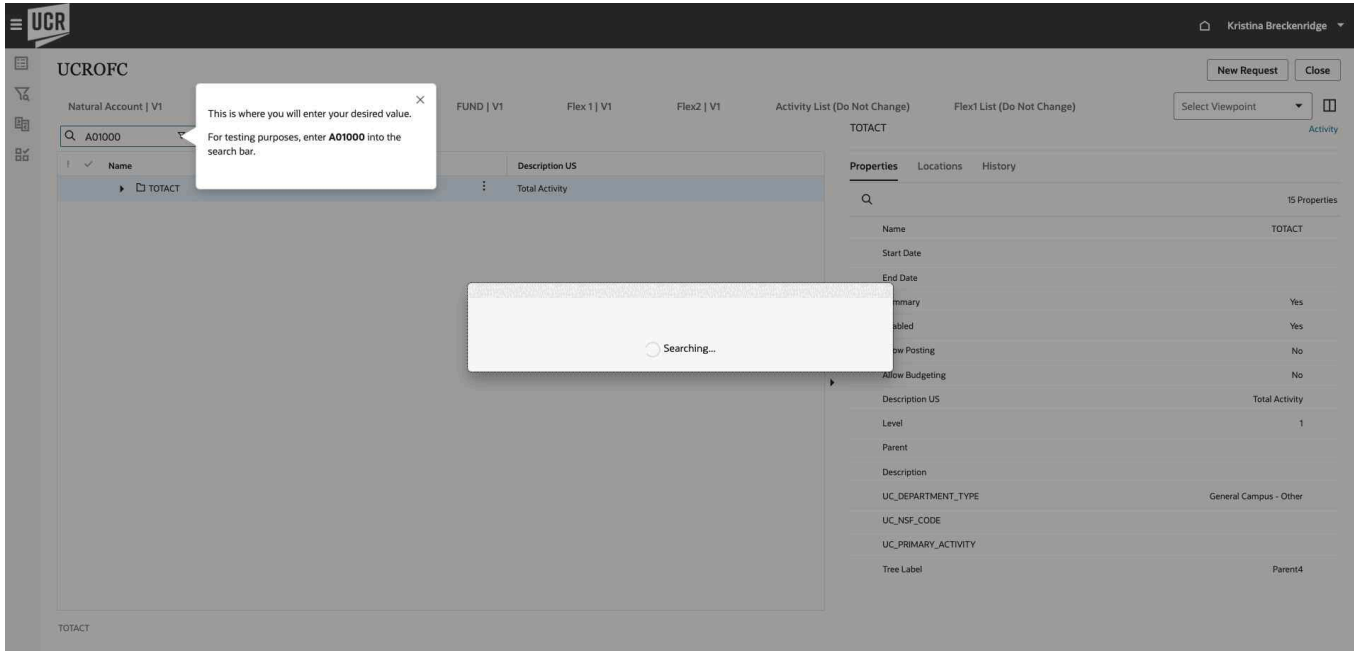 UCR
Kristina Breckenridge
UCROFC
New Request
Close
Natural Account | V1
FUND | V1
Flex 1 | V1
Flex2 | V1
Activity List (Do Not Change)
Flex1 List (Do Not Change)
Select Viewpoint
This is where you will enter your desired value.
For testing purposes, enter A01000 into the
search bar.
A01000
TOTACT
Activity
! Name
Description US
TOTACT
Total Activity
Properties
Locations
History
15 Properties
Name TOTACT
Start Date
End Date
mmary Yes
abled Yes
ow Posting No
Allow Budgeting No
Description US Total Activity
Level 1
Parent
Description
UC_DEPARTMENT_TYPE General Campus - Other
UC_NSF_CODE
UC_PRIMARY_ACTIVITY
Tree Label Parent4
Searching...
TOTACT